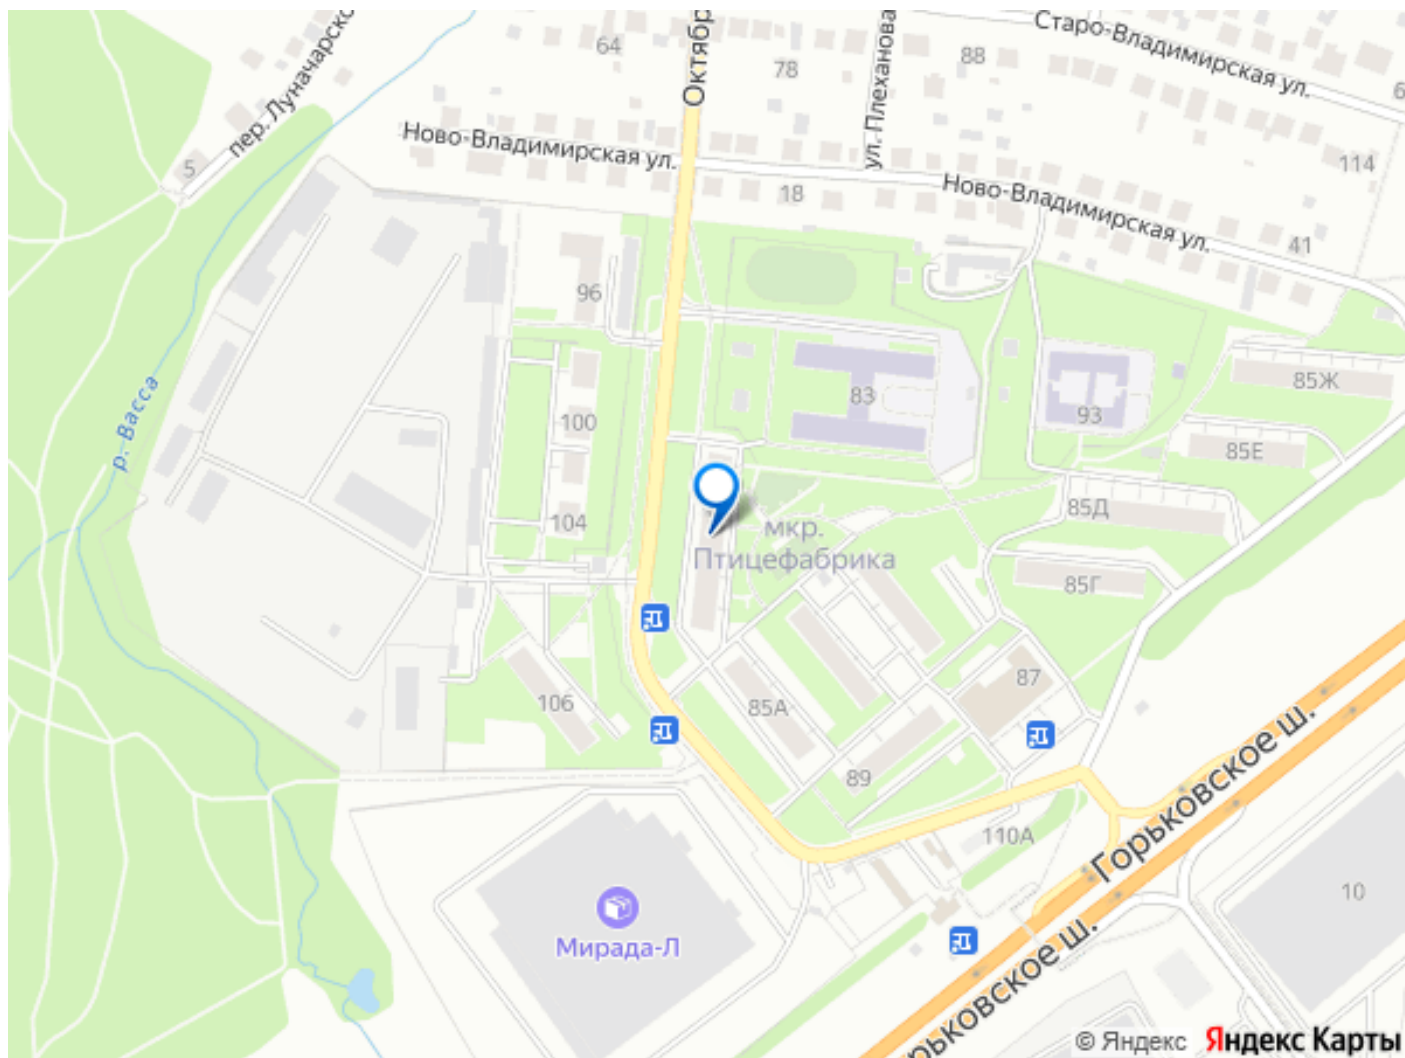 пер. Луначарско
64
Октябр
78
ул. Плеханова
88
Старо-Владимирская ул.
6
5
Ново-Владимирская ул.
18
114
Ново-Владимирская ул.
41
96
р. Васса
83
85Ж
93
100
85Е
104
85Д
мкр.
Птицефабрика
85Г
106
85А
87
89
110А
Горьковское ш.
10
Мирада-Л
рьковское ш.
© Яндекс Яндекс Карты